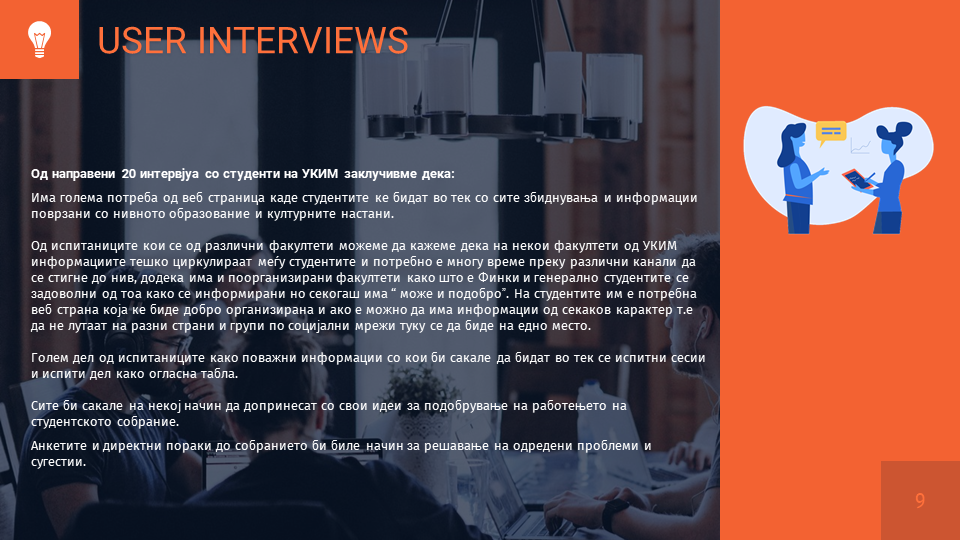 USER INTERVIEWS
Од направени 20 интервјуа со студенти на УКИМ заклучивме дека:
Има голема потреба од веб страница каде студентите ке бидат во тек со сите збиднувања и информации
поврзани со нивното образование и културните настани.
Од испитаниците кои се од различни факултети можеме да кажеме дека на некои факултети од УКИМ
информациите тешко циркулираат меѓу студентите и потребно е многу време преку различни канали да
се стигне до нив, додека има и поорганизирани факултети како што е Финки и генерално студентите се
задоволни од тоа како се информирани но секогаш има “ може и подобро”. На студентите им е потребна
веб страна која ке биде добро организирана и ако е можно да има информации од секаков карактер т.е
да не лутаат на разни страни и групи по социјални мрежи туку се да биде на едно место.
Голем дел од испитаниците како поважни информации со кои би сакале да бидат во тек се испитни сесии
и испити дел како огласна табла.
Сите би сакале на некој начин да допринесат со свои идеи за подобрување на работењето на
студентското собрание.
Анкетите и директни пораки до собранието би биле начин за решавање на одредени проблеми и
сугестии.
9